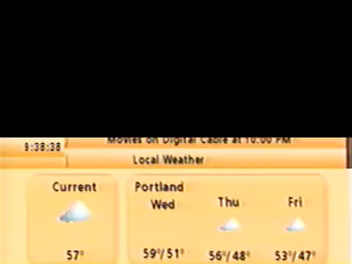 Movies on Digital Cable at 10:00 PM
9:38:38
Local Weather
Current
Portland
Wed
Thu
Fri
57°
59°/51°
56°/48°
53°/47°